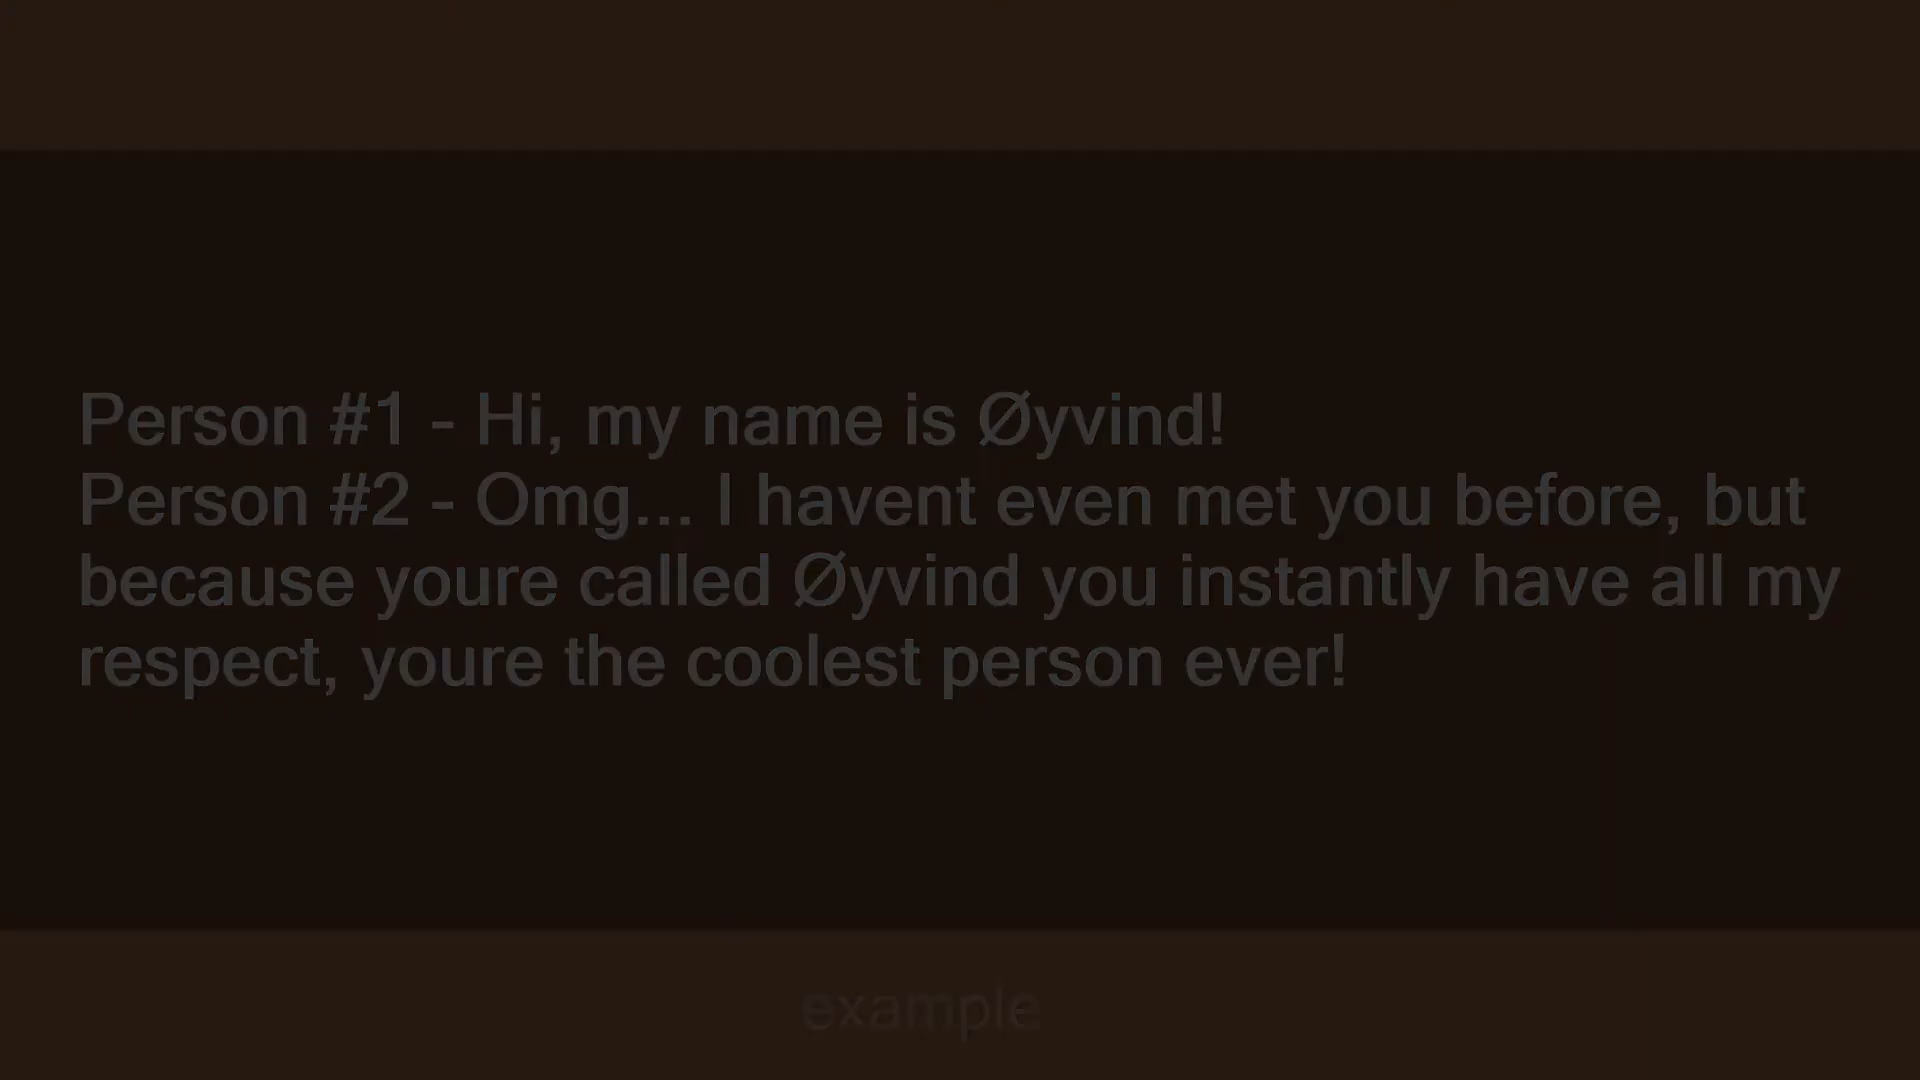 Person #1 - Hi, my name is Øyvind!
Person #2 - Omg... I havent even met you before, but
because youre called Øyvind you instantly have all my
respect, youre the coolest person ever!
example